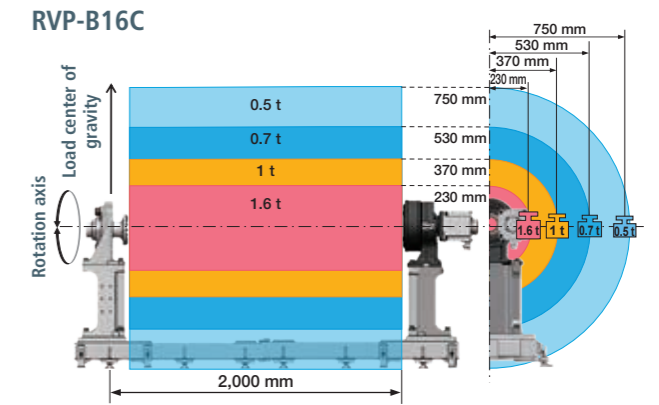 RVP-B16C
Rotation axis
Load center of
gravity
0.5 t
0.7 t
1 t
1.6 t
750 mm
530 mm
370 mm
230 mm
2,000 mm
750 mm
530 mm
370 mm
230 mm
1.6 t
1 t
0.7 t
0.5 t